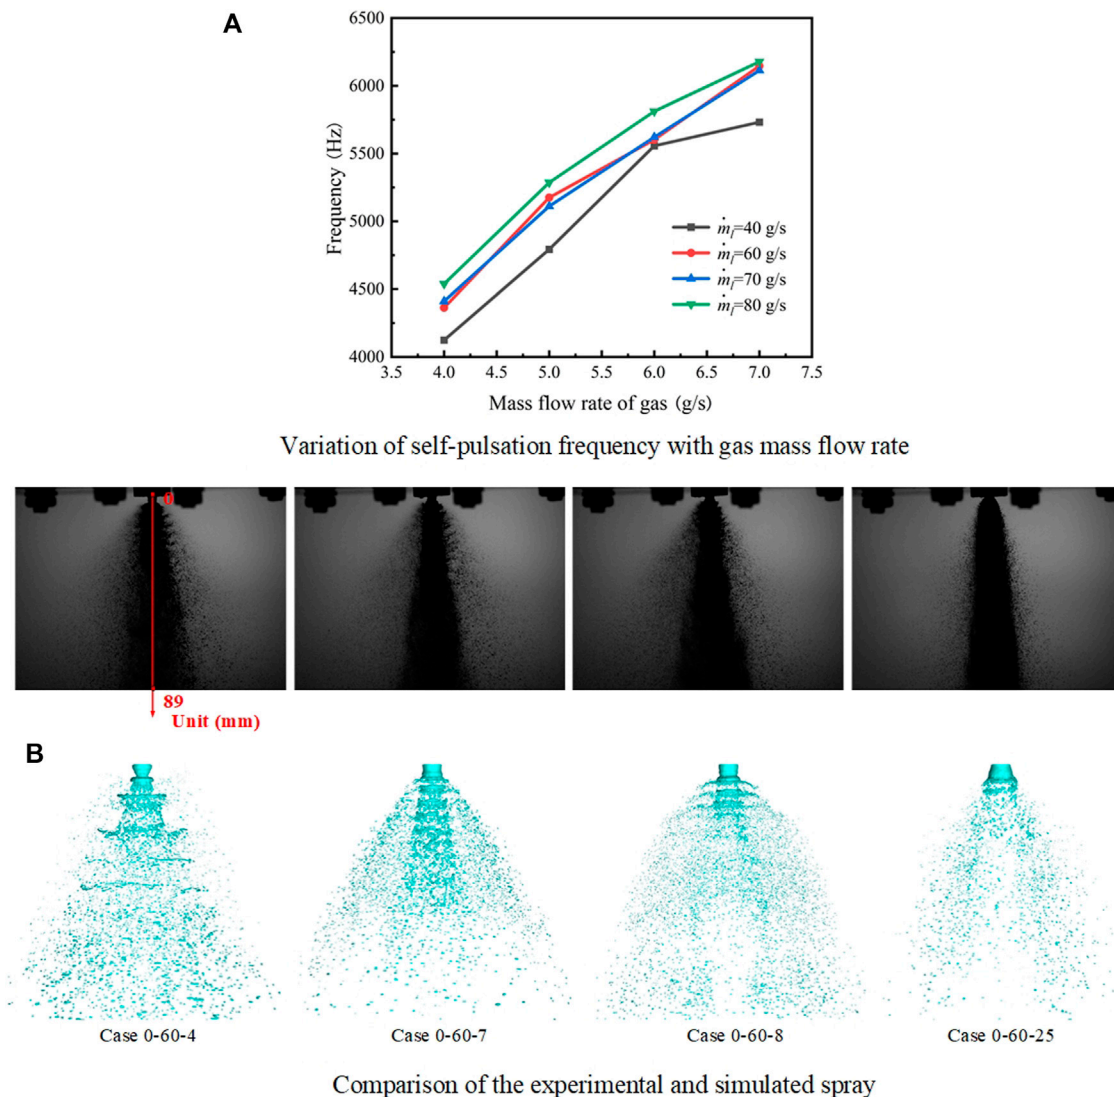 A
6500
6000
5500
5000
4500
4000
Frequency (Hz)
ṁₗ=40 g/s
ṁₗ=60 g/s
ṁₗ=70 g/s
ṁₗ=80 g/s
3.5 4.0 4.5 5.0 5.5 6.0 6.5 7.0 7.5
Mass flow rate of gas (g/s)
Variation of self-pulsation frequency with gas mass flow rate
0
89
Unit (mm)
B
Case 0-60-4 Case 0-60-7 Case 0-60-8 Case 0-60-25
Comparison of the experimental and simulated spray